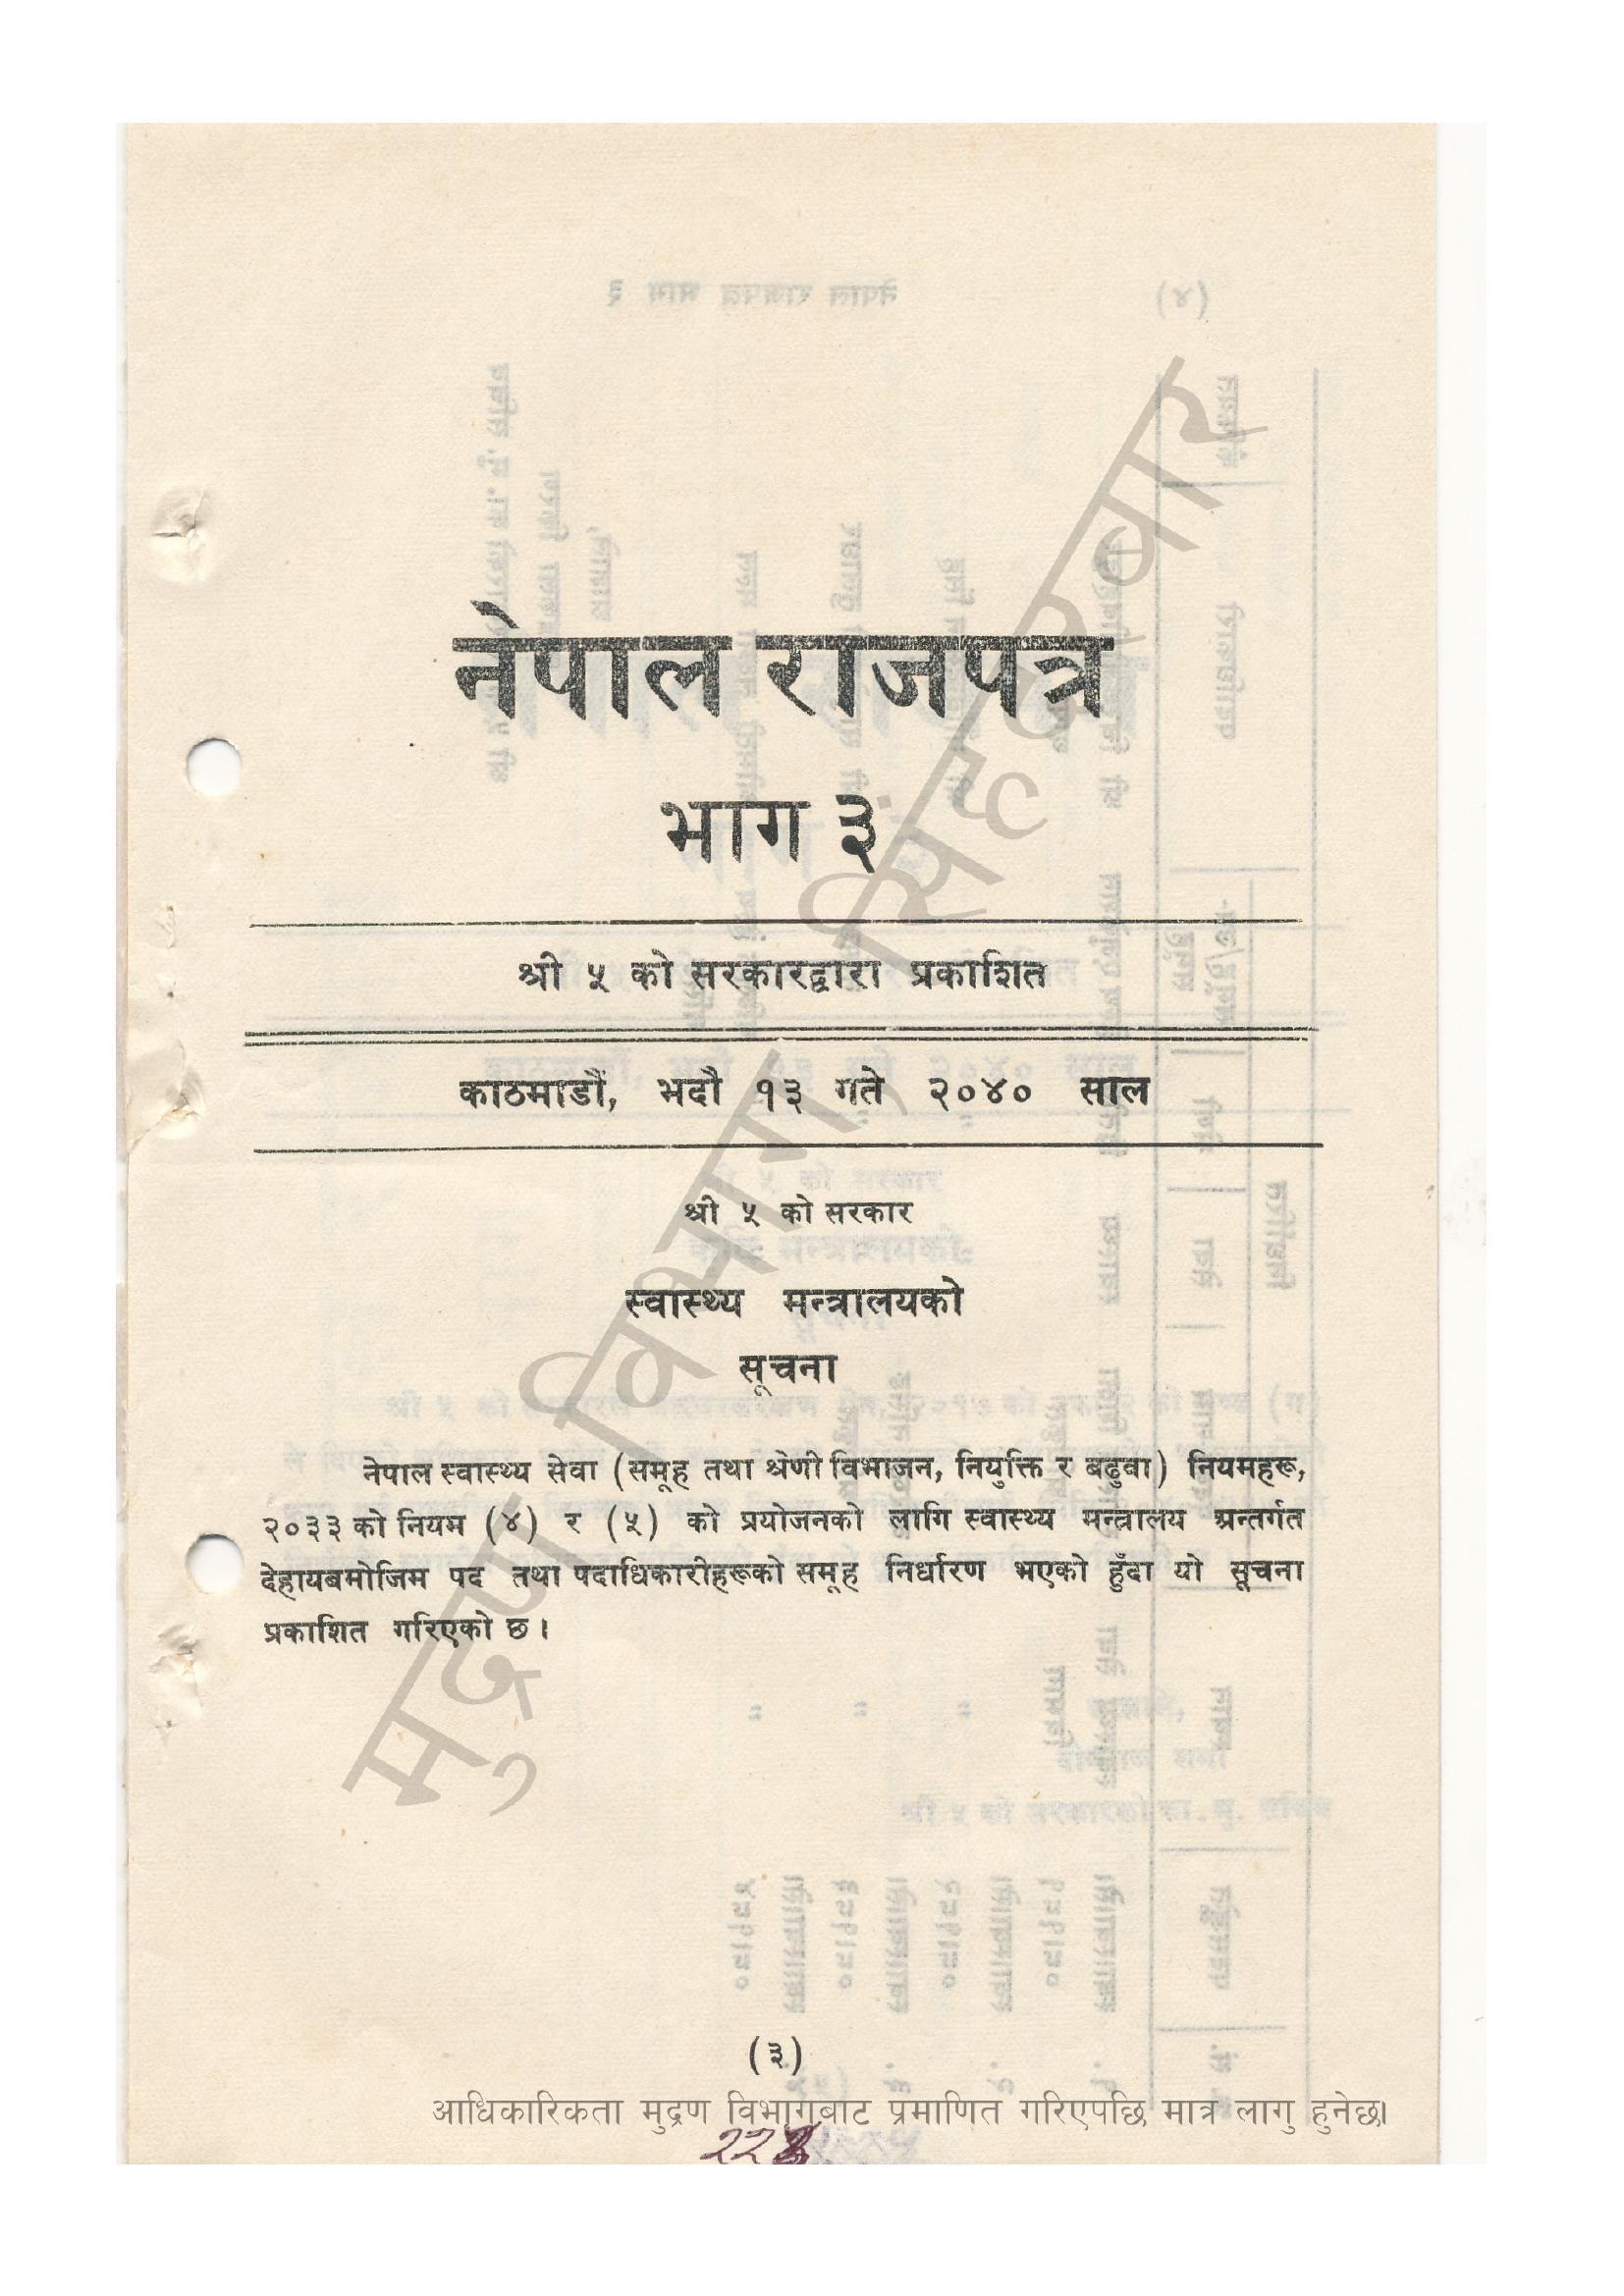 नेपाल राजपत्र
भाग ३
श्री ५ को सरकारद्वारा प्रकाशित
काठमाडौं, भदौ १३ गते २०४० साल
श्री ५ को सरकार
स्वास्थ्य मन्त्रालयको
सूचना
नेपाल स्वास्थ्य सेवा (समूह तथा श्रेणी विभाजन, नियुक्ति र बढुवा) नियमहरू,
२०३३ को नियम (४) र (५) को प्रयोजनको लागि स्वास्थ्य मन्त्रालय अन्तर्गत
देहायबमोजिम पद तथा पदाधिकारीहरूको समूह निर्धारण भएको हुँदा यो सूचना
प्रकाशित गरिएको छ ।
(३)
आधिकारिकता मुद्रण विभागबाट प्रमाणित गरिएपछि मात्र लागु हुनेछ।
मुद्रण विभाग, सिंहदरबार